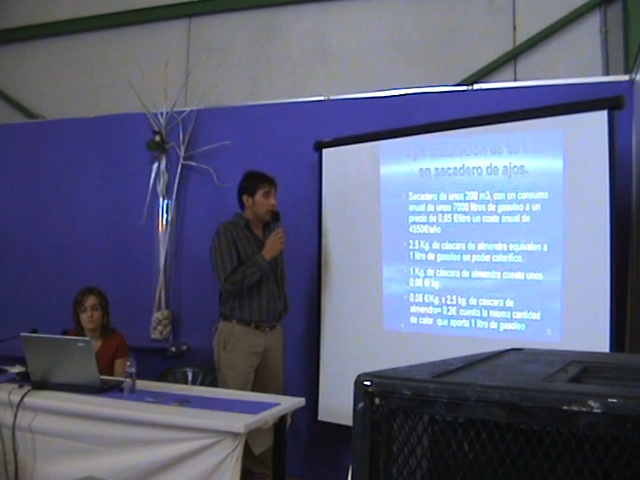 instalación de 50 kw
en secadero de ajos.
Secadero de unos 200 m3, con un consumo
anual de unos 7000 litros de gasoleo a un
precio de 0,65 €/litro un coste anual de
4550€/año
2.5 Kg. de cáscara de almendra equivalen a
1 litro de gasoleo en poder calorífico.
1 Kg. de cáscara de almendra cuesta unos
0.08 €/ kg.
0.08 €/Kg. x 2.5 kg. de cáscara de
almendra= 0.2€ cuesta la misma cantidad
de calor que aporta 1 litro de gasoleo